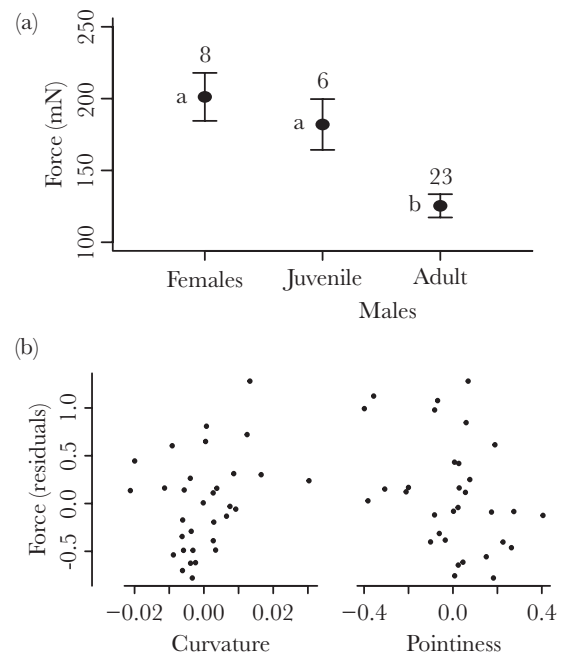 (a)
250
200
150
100
Force (mN)
8
6
23
a
a
b
Females Juvenile Adult
Males
(b)
1.0
0.5
0.0
−0.5
Force (residuals)
−0.02 0.00 0.02
−0.4 0.0 0.4
Curvature
Pointiness